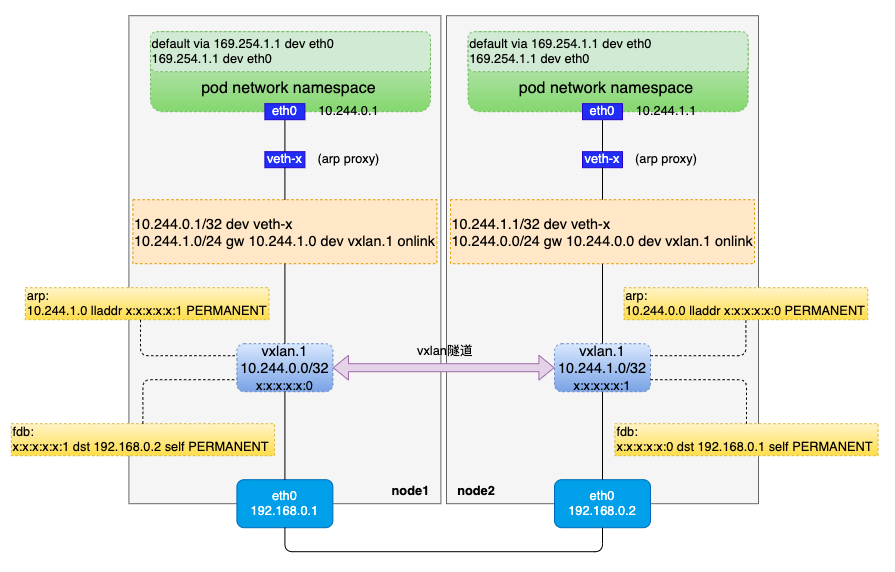 default via 169.254.1.1 dev eth0
169.254.1.1 dev eth0
pod network namespace
eth0
10.244.0.1
veth-x
(arp proxy)
10.244.0.1/32 dev veth-x
10.244.1.0/24 gw 10.244.1.0 dev vxlan.1 onlink
arp:
10.244.1.0 lladdr x:x:x:x:x:1 PERMANENT
vxlan.1
10.244.0.0/32
x:x:x:x:x:0
fdb:
x:x:x:x:x:1 dst 192.168.0.2 self PERMANENT
node1
eth0
192.168.0.1
vxlan隧道
default via 169.254.1.1 dev eth0
169.254.1.1 dev eth0
pod network namespace
eth0
10.244.1.1
veth-x
(arp proxy)
10.244.1.1/32 dev veth-x
10.244.0.0/24 gw 10.244.0.0 dev vxlan.1 onlink
arp:
10.244.0.0 lladdr x:x:x:x:x:0 PERMANENT
vxlan.1
10.244.1.0/32
x:x:x:x:x:1
fdb:
x:x:x:x:x:0 dst 192.168.0.1 self PERMANENT
node2
eth0
192.168.0.2